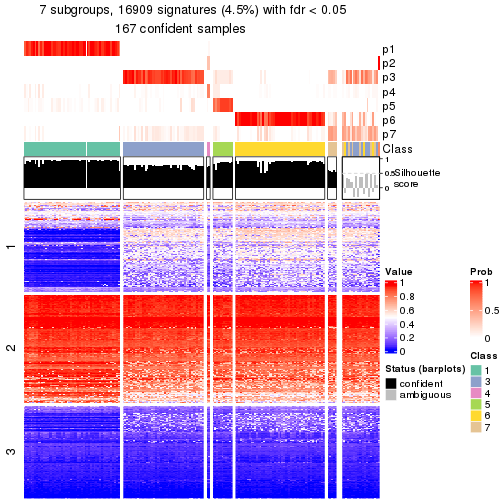 7 subgroups, 16909 signatures (4.5%) with fdr < 0.05
167 confident samples
p1
p2
p3
p4
p5
p6
p7
Class
1
0.5
0
Silhouette
score
1
2
3
Value
1
0.8
0.6
0.4
0.2
0
Prob
1
0.5
0
Status (barplots)
confident
ambiguous
Class
1
3
4
5
6
7